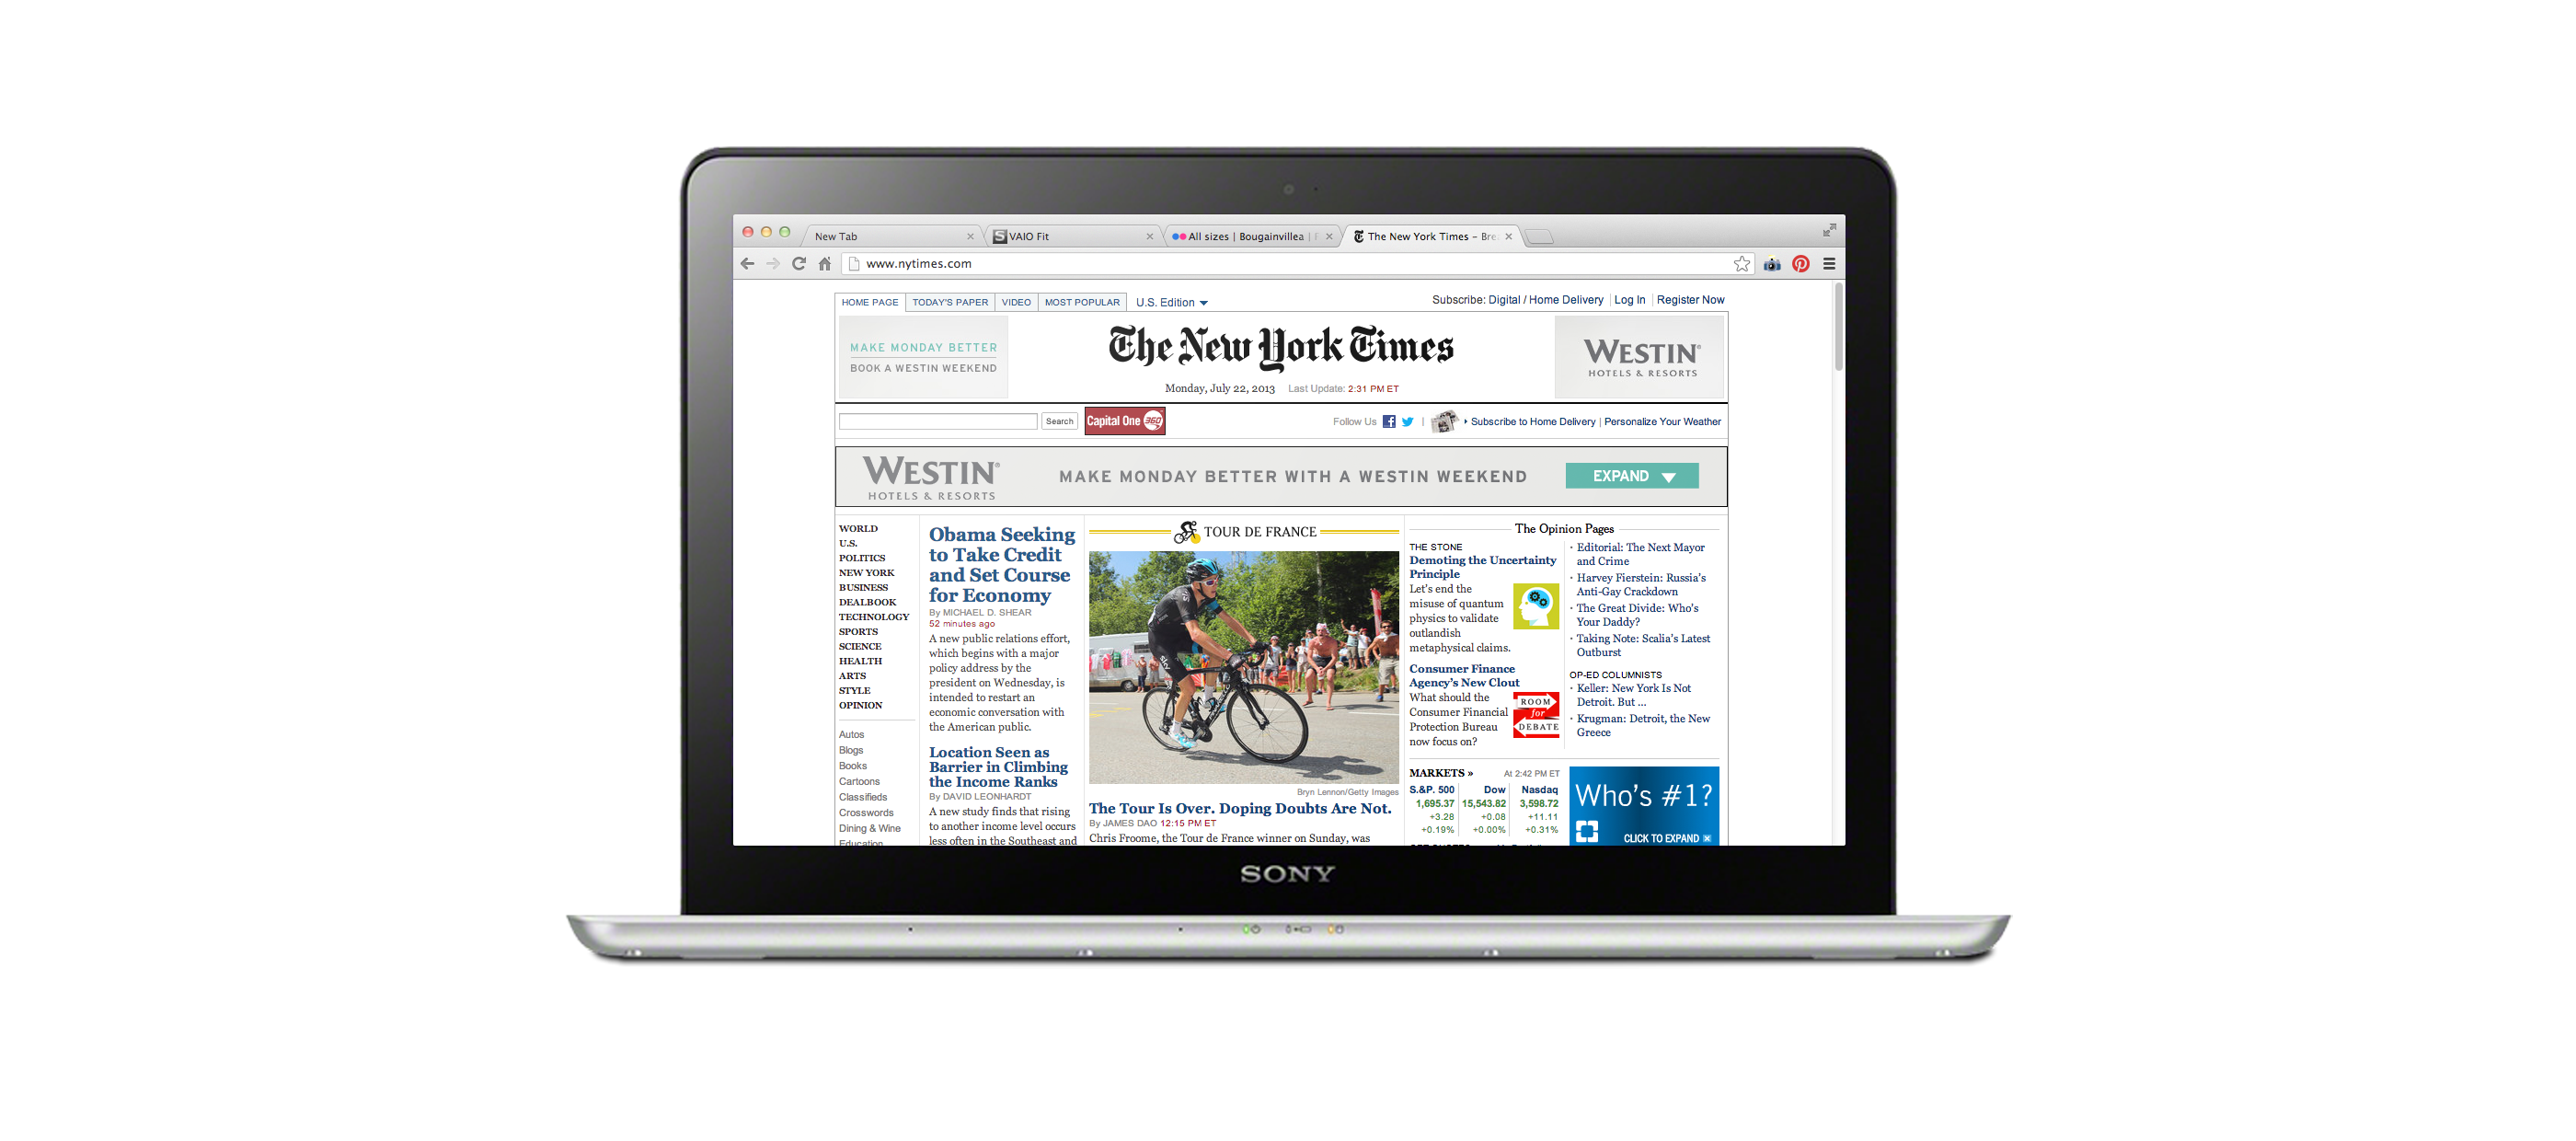 New Tab
VAIO Fit
All sizes | Bougainvillea |
The New York Times – Bre
www.nytimes.com
HOME PAGE
TODAY'S PAPER
VIDEO
MOST POPULAR
U.S. Edition
Subscribe: Digital / Home Delivery
Log In
Register Now
MAKE MONDAY BETTER
BOOK A WESTIN WEEKEND
The New York Times
WESTIN®
HOTELS & RESORTS
Monday, July 22, 2013 Last Update: 2:31 PM ET
Search
Capital One 360
Follow Us
Subscribe to Home Delivery | Personalize Your Weather
WESTIN®
HOTELS & RESORTS
MAKE MONDAY BETTER WITH A WESTIN WEEKEND
EXPAND
WORLD
U.S.
POLITICS
NEW YORK
BUSINESS
DEALBOOK
TECHNOLOGY
SPORTS
SCIENCE
HEALTH
ARTS
STYLE
OPINION
Autos
Blogs
Books
Cartoons
Classifieds
Crosswords
Dining & Wine
Education
Obama Seeking
to Take Credit
and Set Course
for Economy
By MICHAEL D. SHEAR
52 minutes ago
A new public relations effort,
which begins with a major
policy address by the
president on Wednesday, is
intended to restart an
economic conversation with
the American public.
Location Seen as
Barrier in Climbing
the Income Ranks
By DAVID LEONHARDT
A new study finds that rising
to another income level occurs
less often in the Southeast and
TOUR DE FRANCE
SKY
Bryn Lennon/Getty Images
The Tour Is Over. Doping Doubts Are Not.
By JAMES DAO 12:15 PM ET
Chris Froome, the Tour de France winner on Sunday, was
The Opinion Pages
THE STONE
Demoting the Uncertainty
Principle
Let's end the
misuse of quantum
physics to validate
outlandish
metaphysical claims.
Consumer Finance
Agency's New Clout
What should the
Consumer Financial
Protection Bureau
now focus on?
ROOM
for
DEBATE
· Editorial: The Next Mayor
and Crime
· Harvey Fierstein: Russia's
Anti-Gay Crackdown
· The Great Divide: Who's
Your Daddy?
· Taking Note: Scalia's Latest
Outburst
OP-ED COLUMNISTS
· Keller: New York Is Not
Detroit. But ...
· Krugman: Detroit, the New
Greece
MARKETS » At 2:42 PM ET
S.&P. 500 Dow Nasdaq
1,695.37 15,543.82 3,598.72
+3.28 +0.08 +11.11
+0.19% +0.00% +0.31%
Who's #1?
CLICK TO EXPAND
SONY